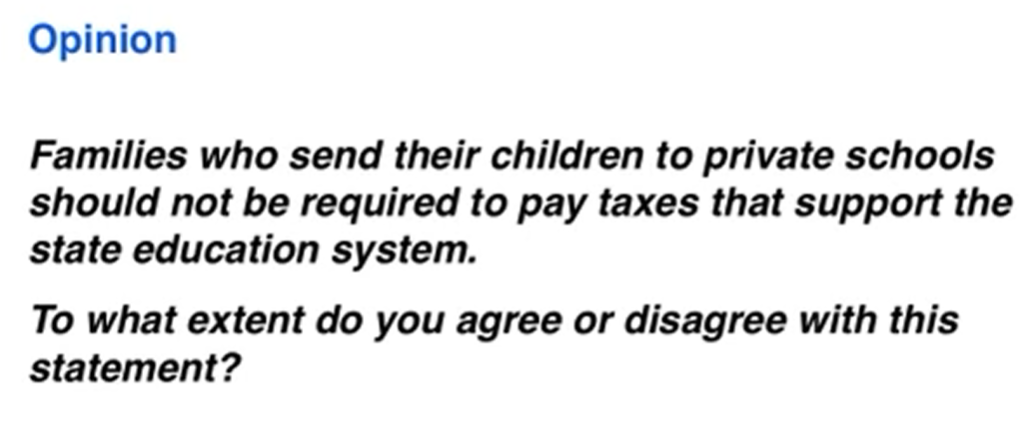 Opinion
Families who send their children to private schools
should not be required to pay taxes that support the
state education system.
To what extent do you agree or disagree with this
statement?